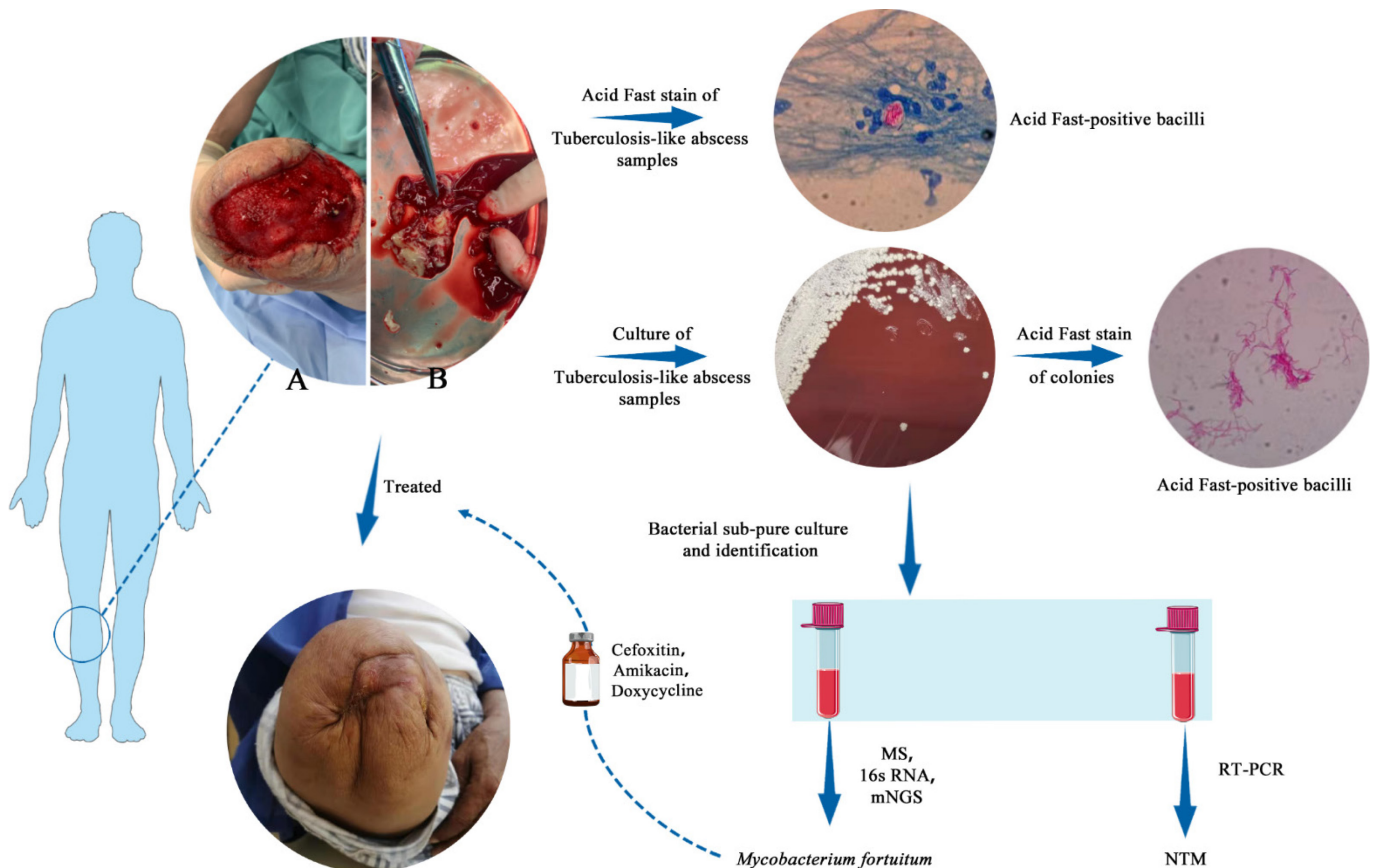 Acid Fast stain of
Tuberculosis-like abscess
samples
Acid Fast-positive bacilli
A
B
Culture of
Tuberculosis-like abscess
samples
Acid Fast stain
of colonies
Acid Fast-positive bacilli
Treated
Bacterial sub-pure culture
and identification
Cefoxitin,
Amikacin,
Doxycycline
MS,
16s RNA,
mNGS
RT-PCR
Mycobacterium fortuitum
NTM